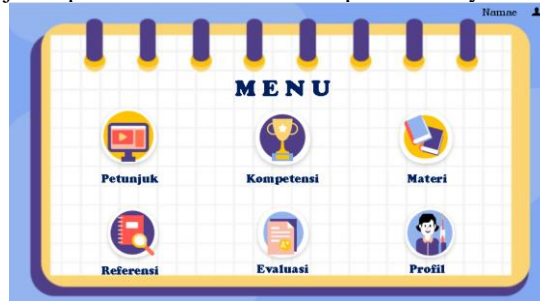 Namae
MENU
Petunjuk Kompetensi Materi
Referensi Evaluasi Profil